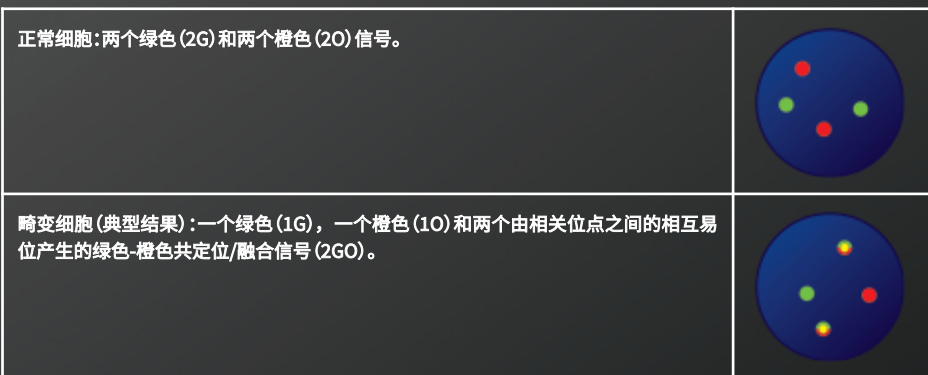 正常细胞：两个绿色（2G）和两个橙色（2O）信号。
畸变细胞（典型结果）：一个绿色（1G），一个橙色（1O）和两个由相关位点之间的相互易
位产生的绿色-橙色共定位/融合信号（2GO）。